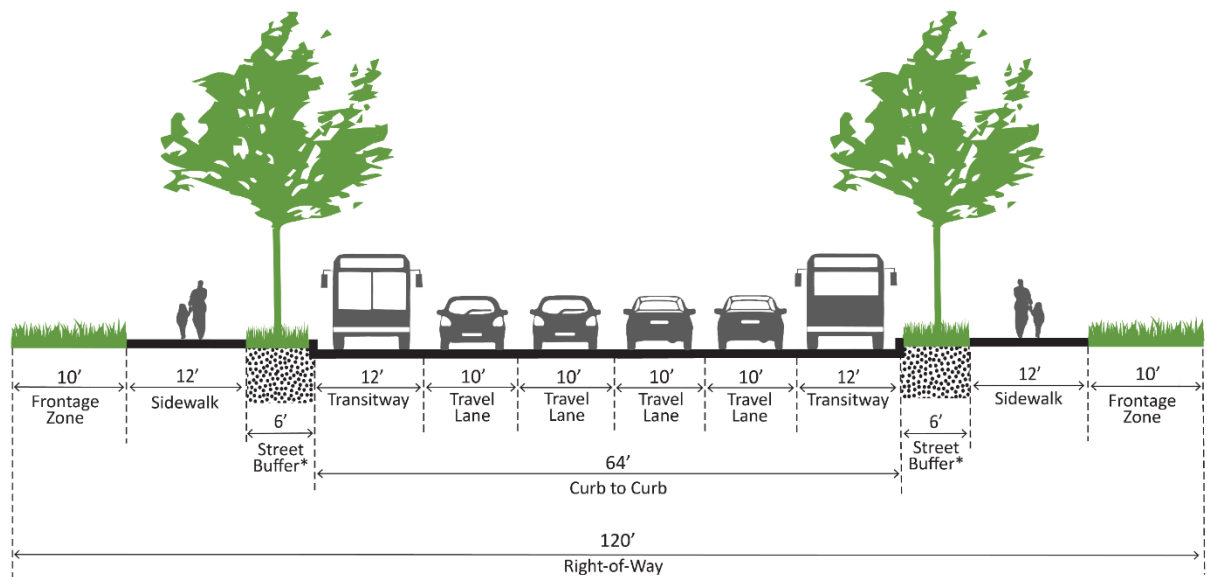 10’ 12’ 12’ 10’ 10’ 10’ 10’ 12’ 12’ 10’
Frontage Zone
Sidewalk
Transitway
Travel Lane
Travel Lane
Travel Lane
Travel Lane
Transitway
Sidewalk
Frontage Zone
6’
Street
Buffer*
6’
Street
Buffer*
64’
Curb to Curb
120’
Right-of-Way